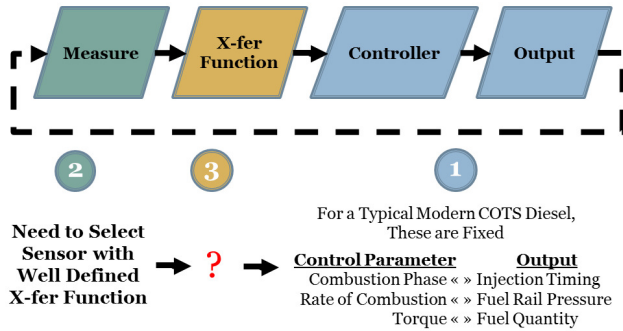 Measure
X-fer
Function
Controller
Output
2
3
1
For a Typical Modern COTS Diesel,
These are Fixed
Need to Select
Sensor with
Well Defined
X-fer Function
?
Control Parameter Output
Combustion Phase « » Injection Timing
Rate of Combustion « » Fuel Rail Pressure
Torque « » Fuel Quantity